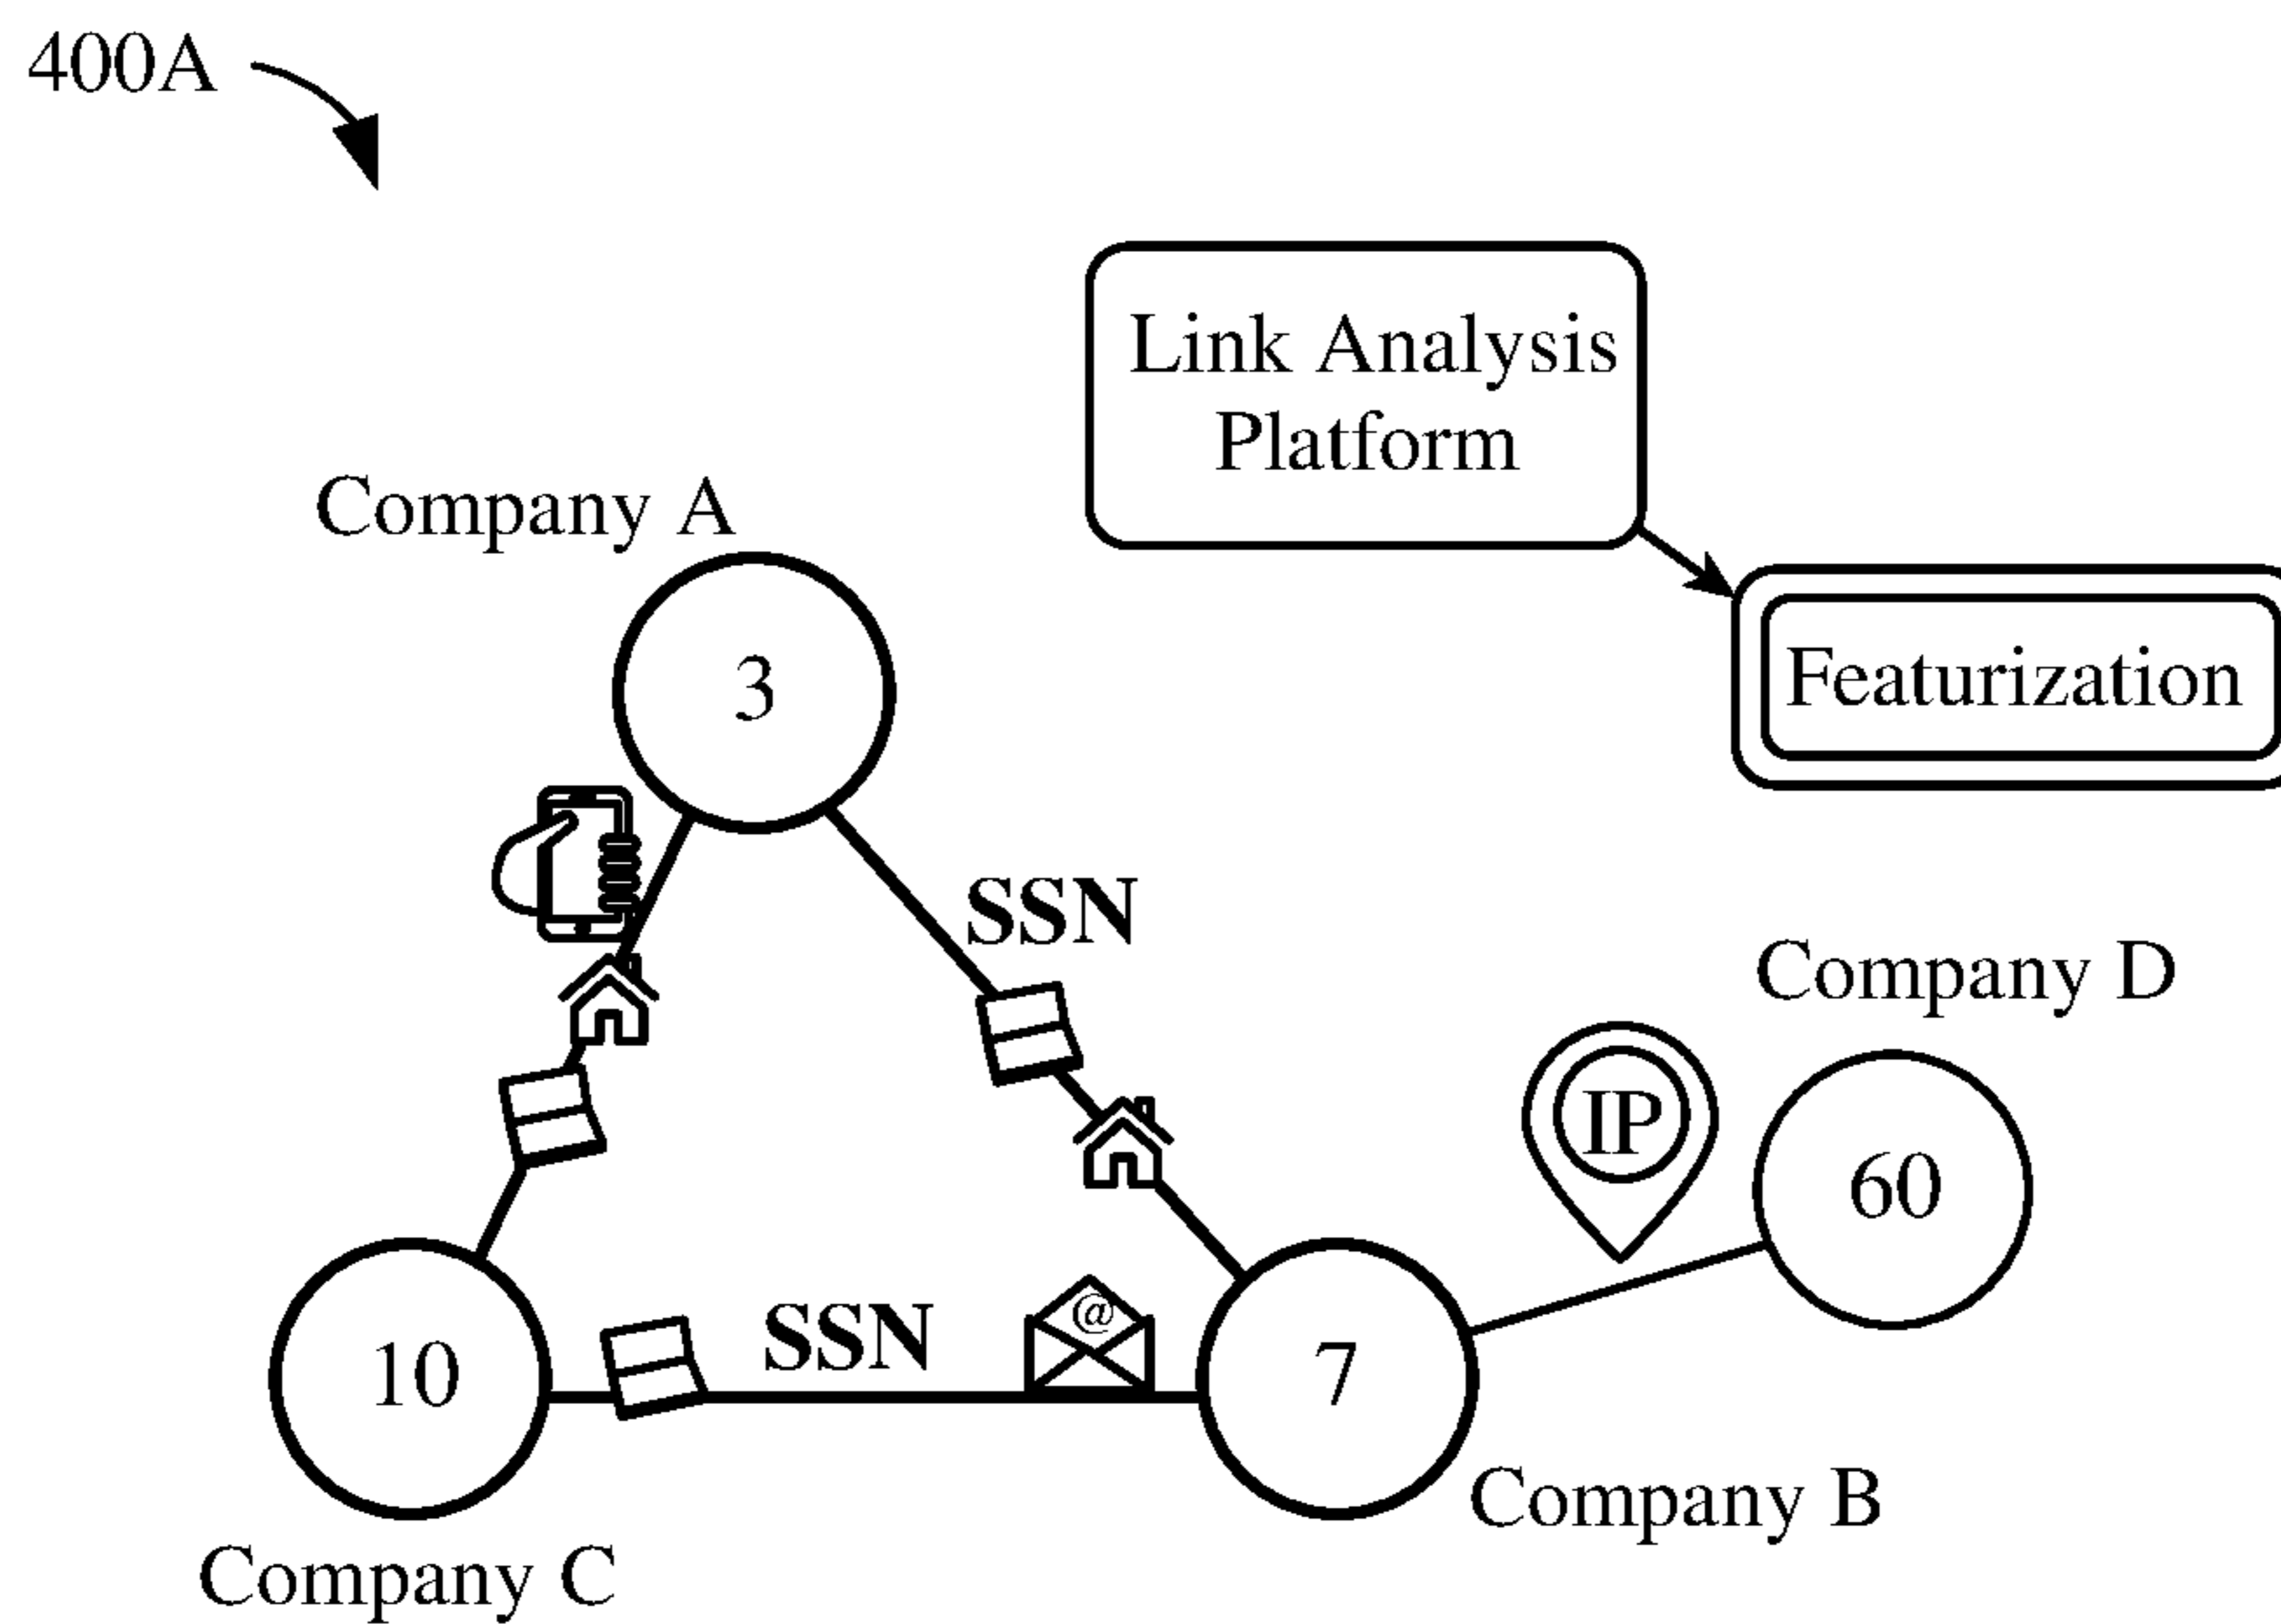 400A
Link Analysis
Platform
Company A
Featurization
3
SSN
Company D
IP
60
SSN
@
10
7
Company B
Company C